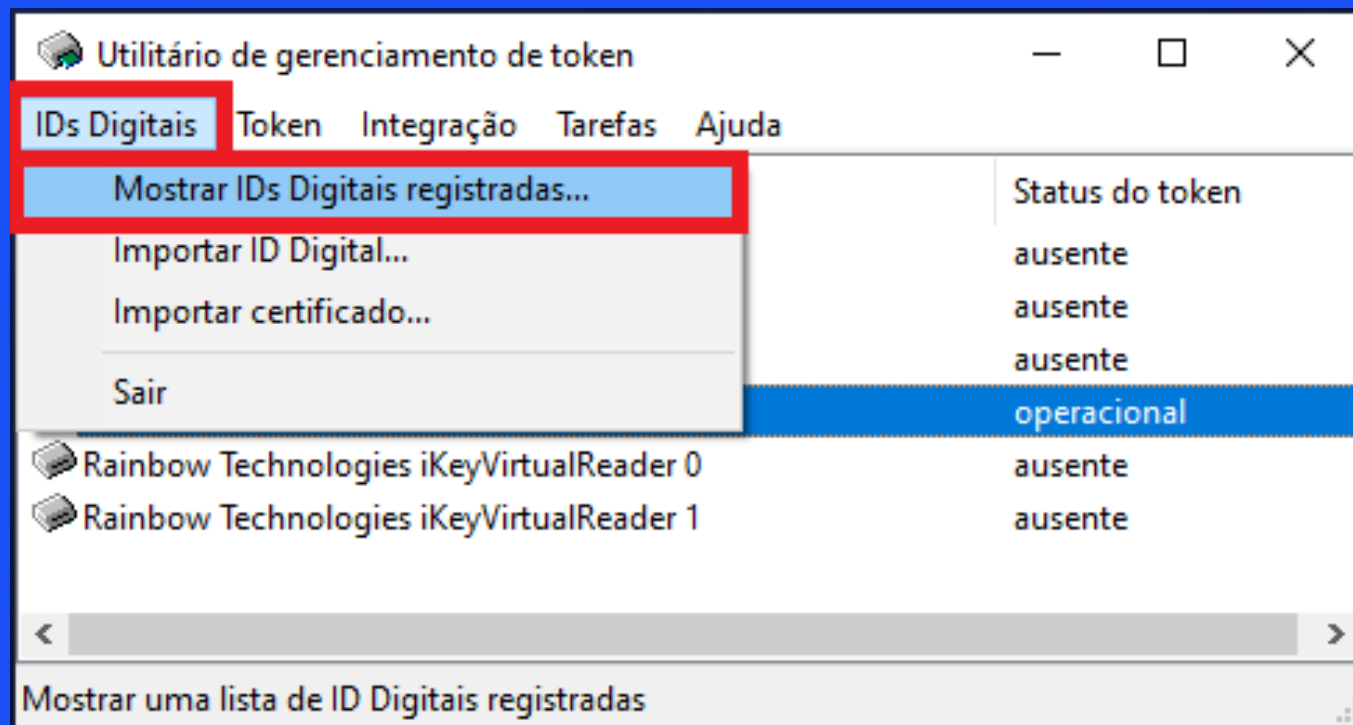 Utilitário de gerenciamento de token
IDs Digitais Token Integração Tarefas Ajuda
Mostrar IDs Digitais registradas...
Importar ID Digital...
Importar certificado...
Sair
Status do token
ausente
ausente
ausente
operacional
Rainbow Technologies iKeyVirtualReader 0 ausente
Rainbow Technologies iKeyVirtualReader 1 ausente
Mostrar uma lista de ID Digitais registradas